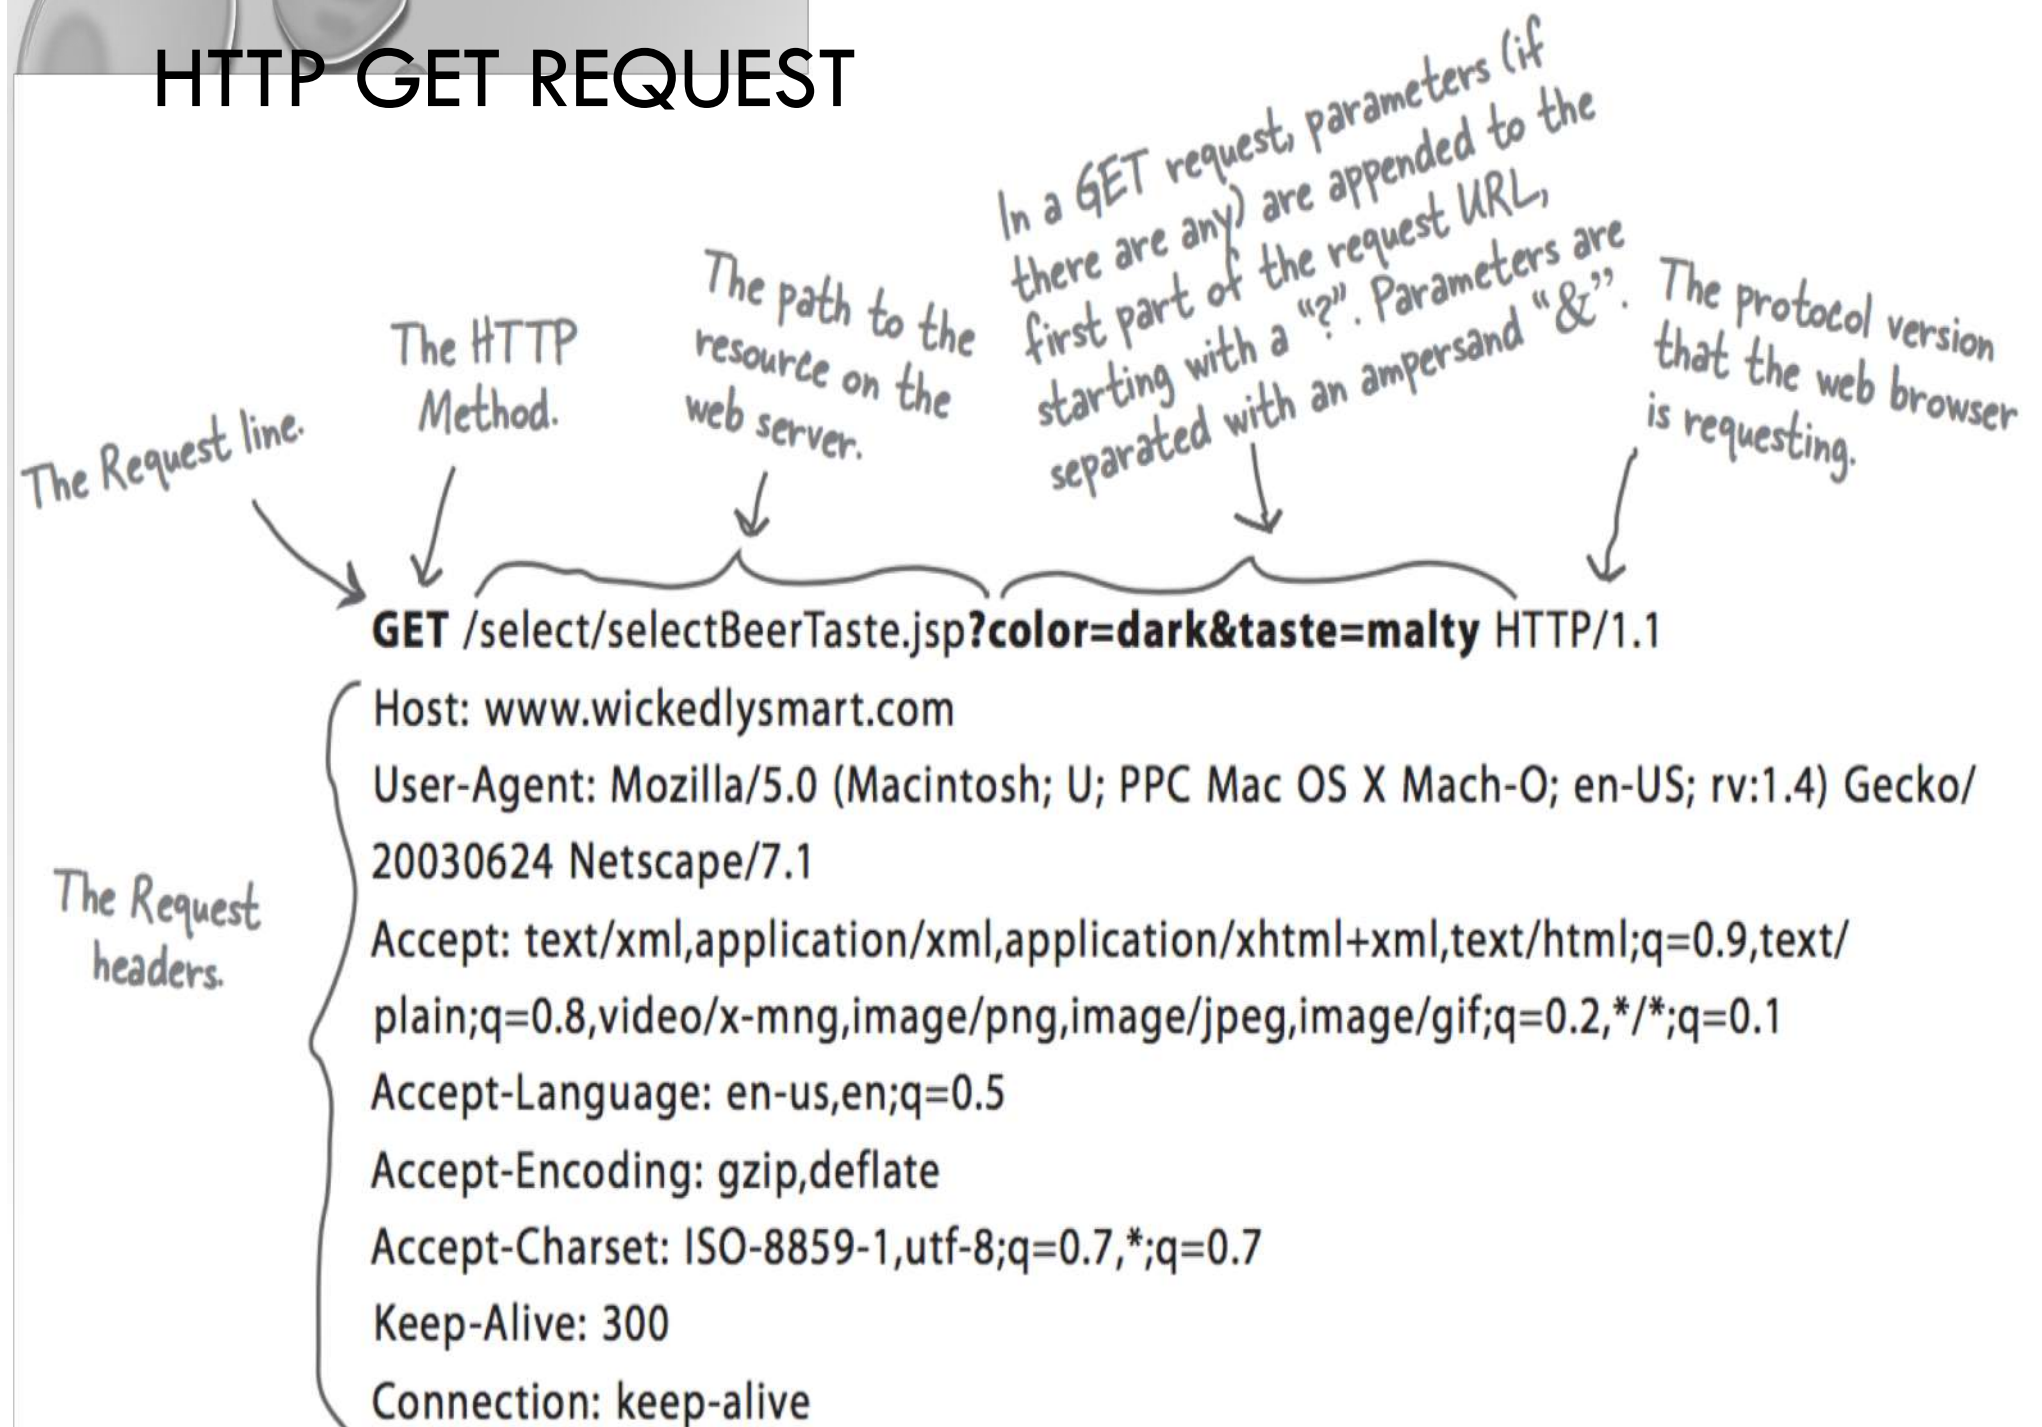 HTTP GET REQUEST
The Request line.
The HTTP
Method.
The path to the
resource on the
web server.
In a GET request, parameters (if
there are any) are appended to the
first part of the request URL,
starting with a “?”. Parameters are
separated with an ampersand “&”.
The protocol version
that the web browser
is requesting.
GET /select/selectBeerTaste.jsp?color=dark&taste=malty HTTP/1.1
The Request
headers.
Host: www.wickedlysmart.com
User-Agent: Mozilla/5.0 (Macintosh; U; PPC Mac OS X Mach-O; en-US; rv:1.4) Gecko/
20030624 Netscape/7.1
Accept: text/xml,application/xml,application/xhtml+xml,text/html;q=0.9,text/
plain;q=0.8,video/x-mng,image/png,image/jpeg,image/gif;q=0.2,*/*;q=0.1
Accept-Language: en-us,en;q=0.5
Accept-Encoding: gzip,deflate
Accept-Charset: ISO-8859-1,utf-8;q=0.7,*;q=0.7
Keep-Alive: 300
Connection: keep-alive